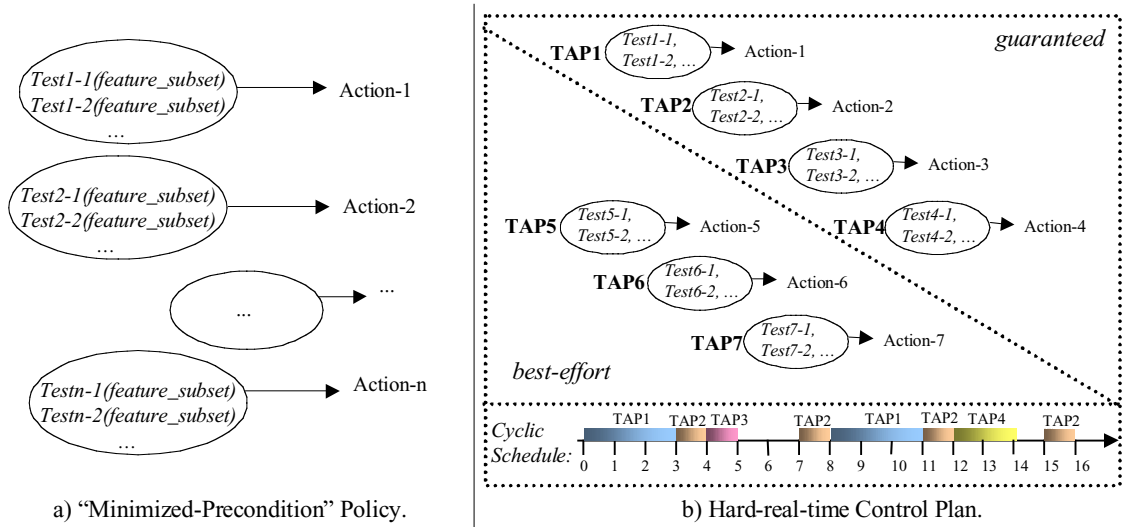 Test1-1(feature_subset)
Test1-2(feature_subset)
...
Action-1
Test2-1(feature_subset)
Test2-2(feature_subset)
...
Action-2
...
...
Testn-1(feature_subset)
Testn-2(feature_subset)
...
Action-n
a) “Minimized-Precondition” Policy.
guaranteed
TAP1
Test1-1,
Test1-2, ...
Action-1
TAP2
Test2-1,
Test2-2, ...
Action-2
TAP3
Test3-1,
Test3-2, ...
Action-3
TAP4
Test4-1,
Test4-2, ...
Action-4
TAP5
Test5-1,
Test5-2, ...
Action-5
TAP6
Test6-1,
Test6-2, ...
Action-6
TAP7
Test7-1,
Test7-2, ...
Action-7
best-effort
Cyclic
Schedule:
TAP1 TAP2 TAP3 TAP2 TAP1 TAP2 TAP4 TAP2
0 1 2 3 4 5 6 7 8 9 10 11 12 13 14 15 16
b) Hard-real-time Control Plan.